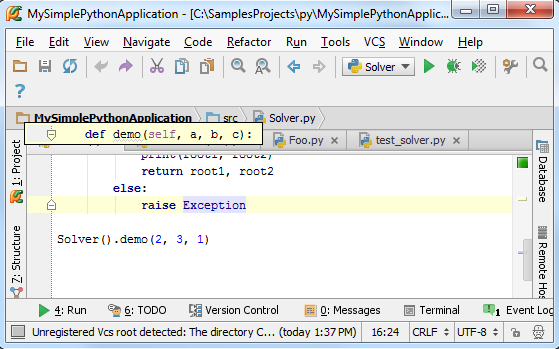 MySimplePythonApplication - [C:\SamplesProjects\py\MySimplePythonApplic...
File Edit View Navigate Code Refactor Run Tools VCS Window Help
Solver
?
MySimplePythonApplication src Solver.py
def demo(self, a, b, c):
Foo.py test_solver.py
print(root1, root2)
return root1, root2
else:
raise Exception
Solver().demo(2, 3, 1)
1: Project
Z: Structure
Database
Remote Host
4: Run 6: TODO Version Control 0: Messages Terminal 1 Event Log
Unregistered Vcs root detected: The directory C... (today 1:37 PM) 16:24 CRLF UTF-8